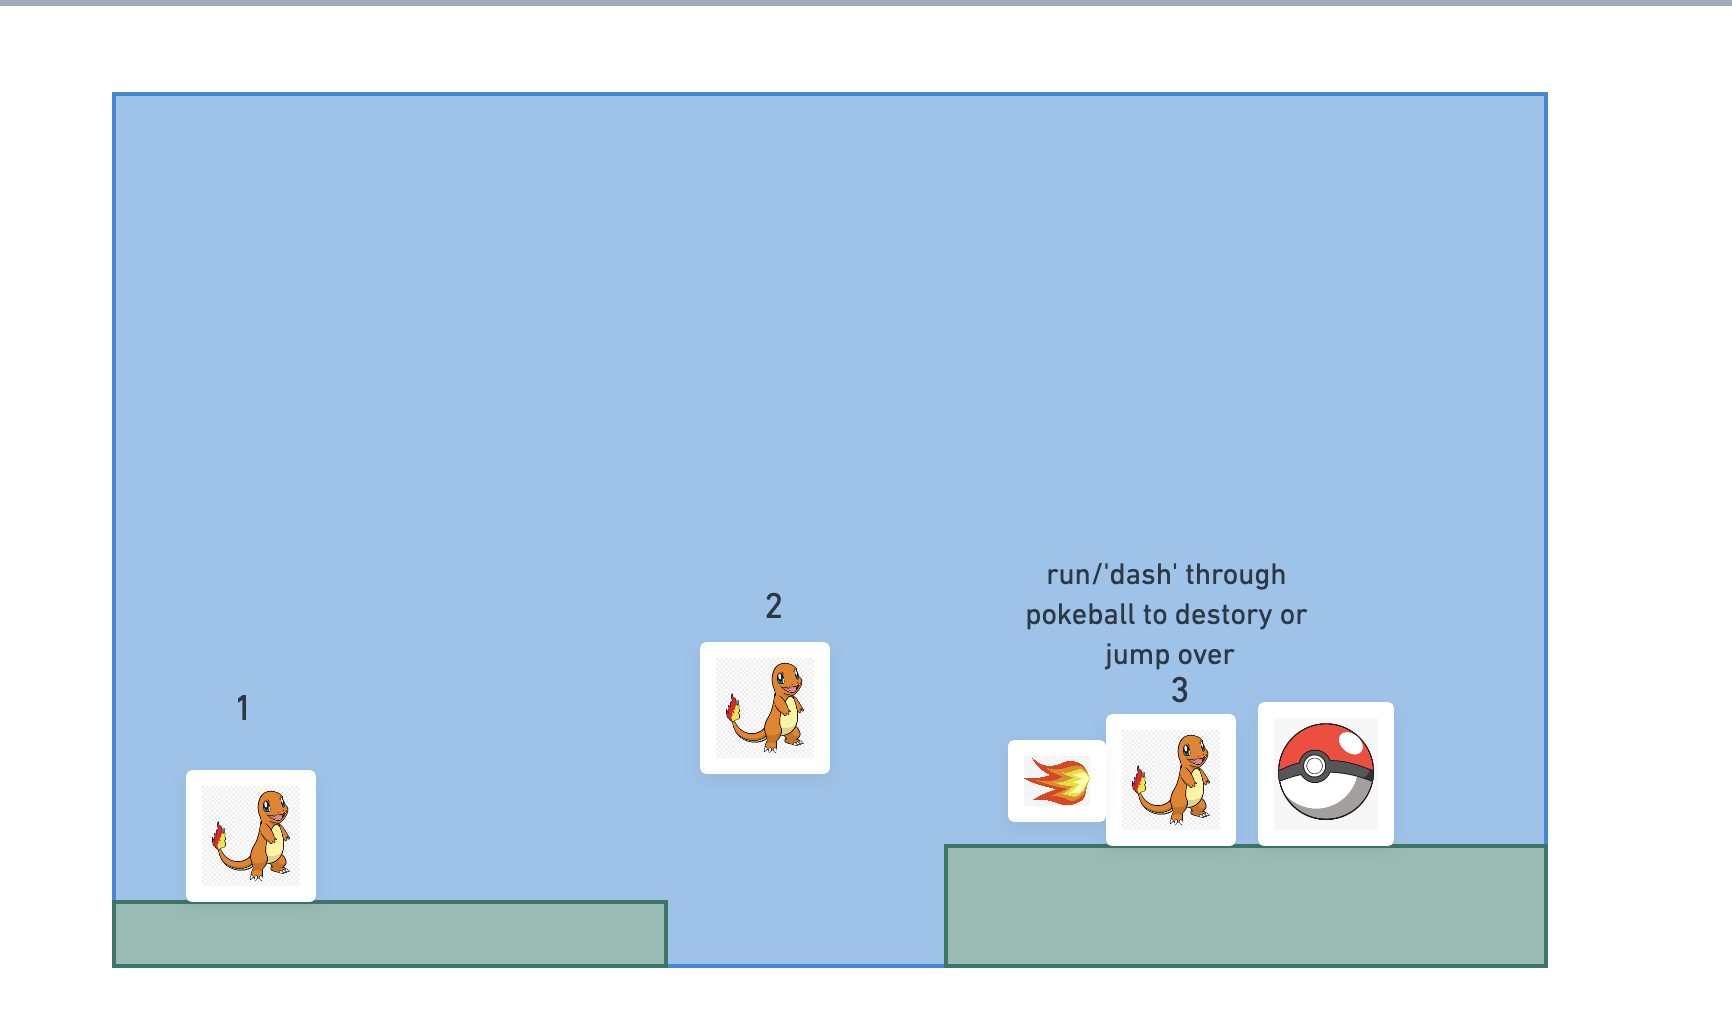 1
2
run/'dash' through
pokeball to destory or
jump over
3